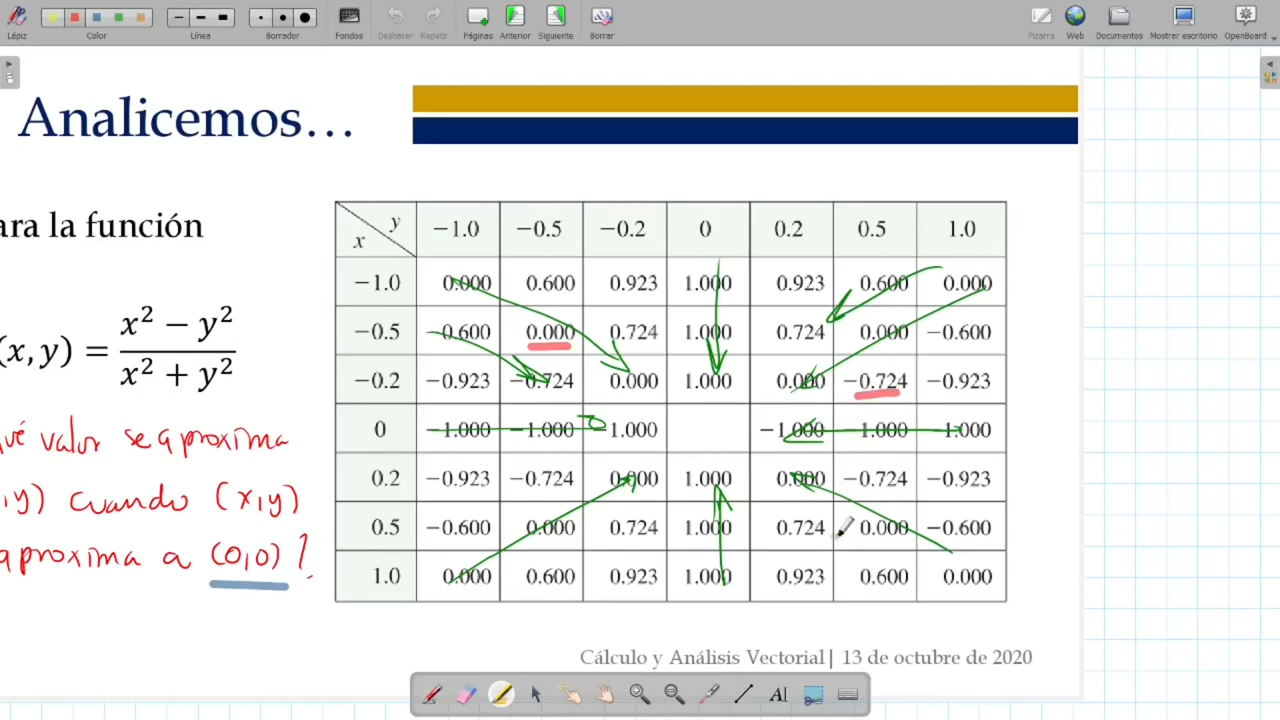 Lápiz Color Línea Borrador Fondos Deshacer Repetir Páginas Anterior Siguiente Borrar Pizarra Web Documentos Mostrar escritorio OpenBoard
Analicemos…
ara la función
(x, y) = x² − y² / x² + y²
ué valor se aproxima
, y) cuando (x, y)
aproxima a (0,0)?
x y −1.0 −0.5 −0.2 0 0.2 0.5 1.0
−1.0 0.000 0.600 0.923 1.000 0.923 0.600 0.000
−0.5 −0.600 0.000 0.724 1.000 0.724 0.000 −0.600
−0.2 −0.923 −0.724 0.000 1.000 0.000 −0.724 −0.923
0 −1.000 −1.000 −1.000 −1.000 −1.000 −1.000
0.2 −0.923 −0.724 0.000 1.000 0.000 −0.724 −0.923
0.5 −0.600 0.000 0.724 1.000 0.724 0.000 −0.600
1.0 0.000 0.600 0.923 1.000 0.923 0.600 0.000
Cálculo y Análisis Vectorial| 13 de octubre de 2020